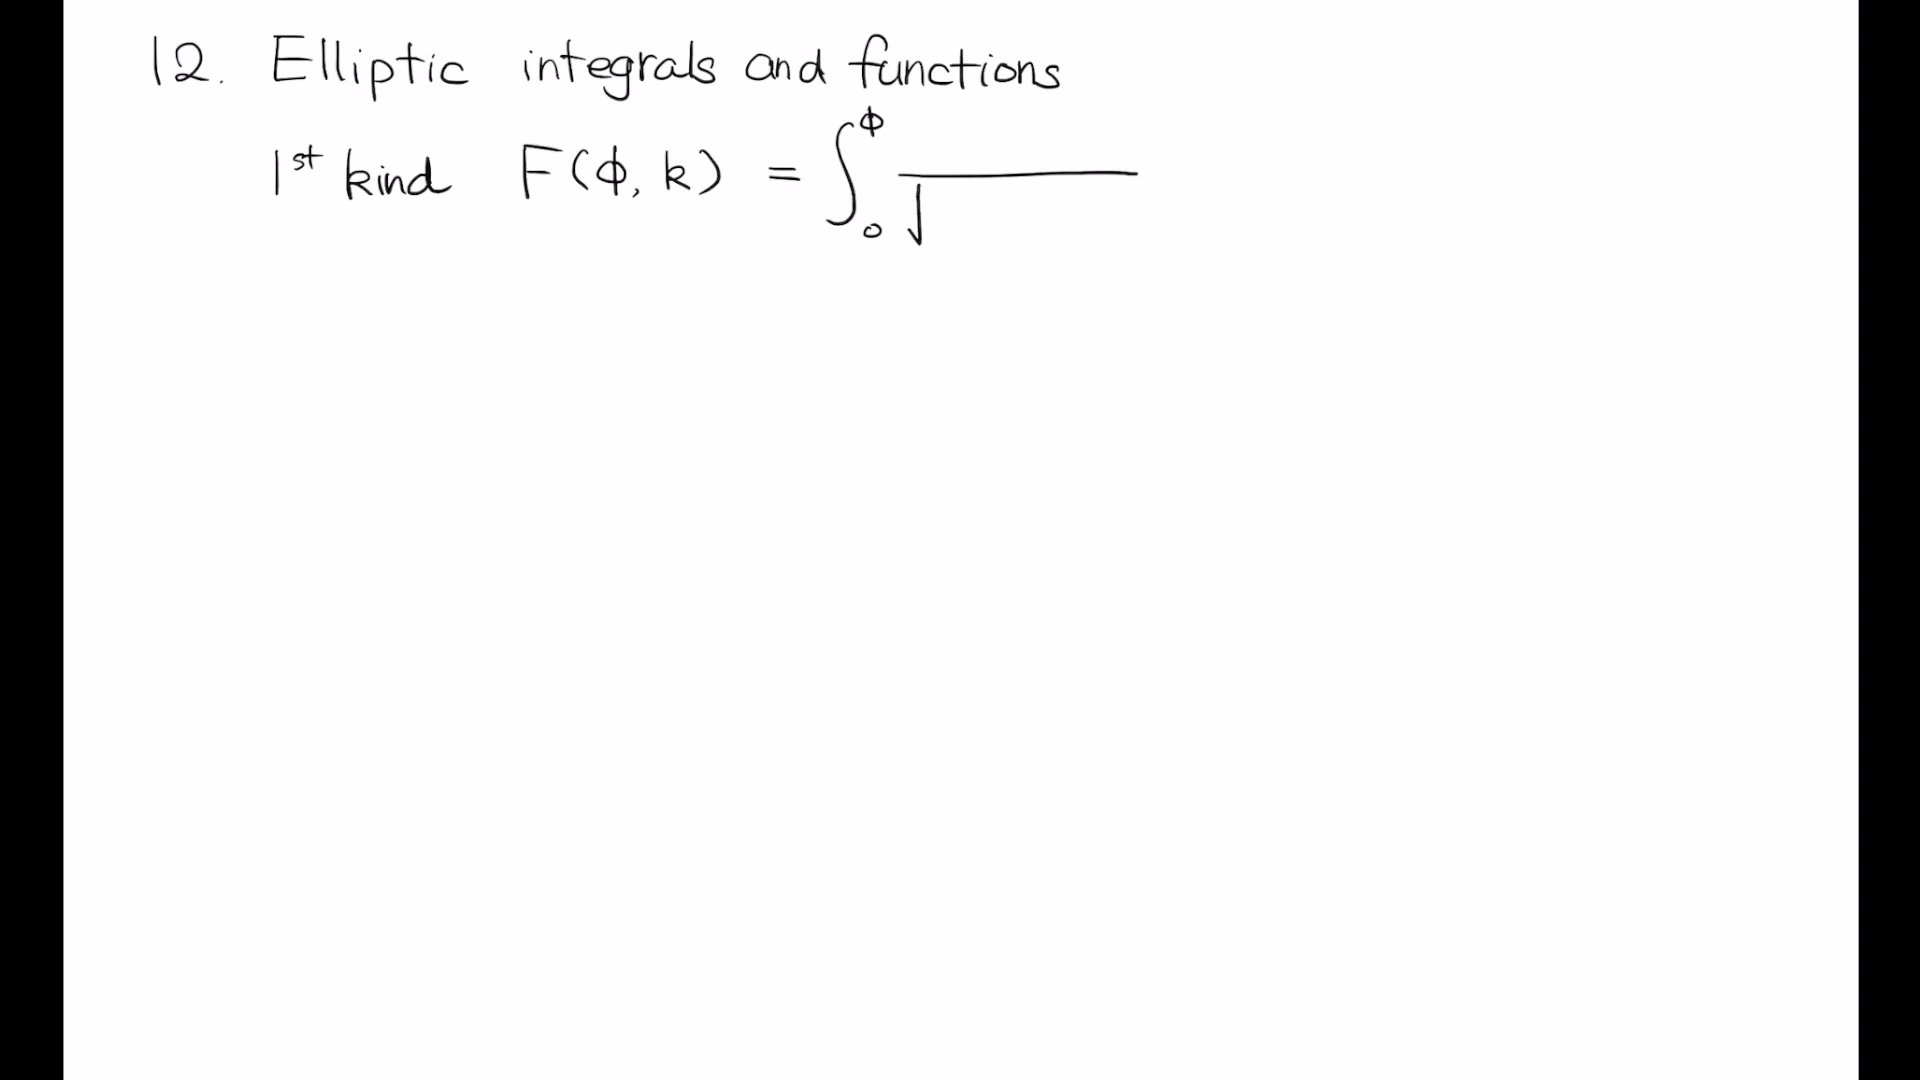 12. Elliptic integrals and functions
1st kind F(ϕ, k) = ∫₀^ϕ ―――― √